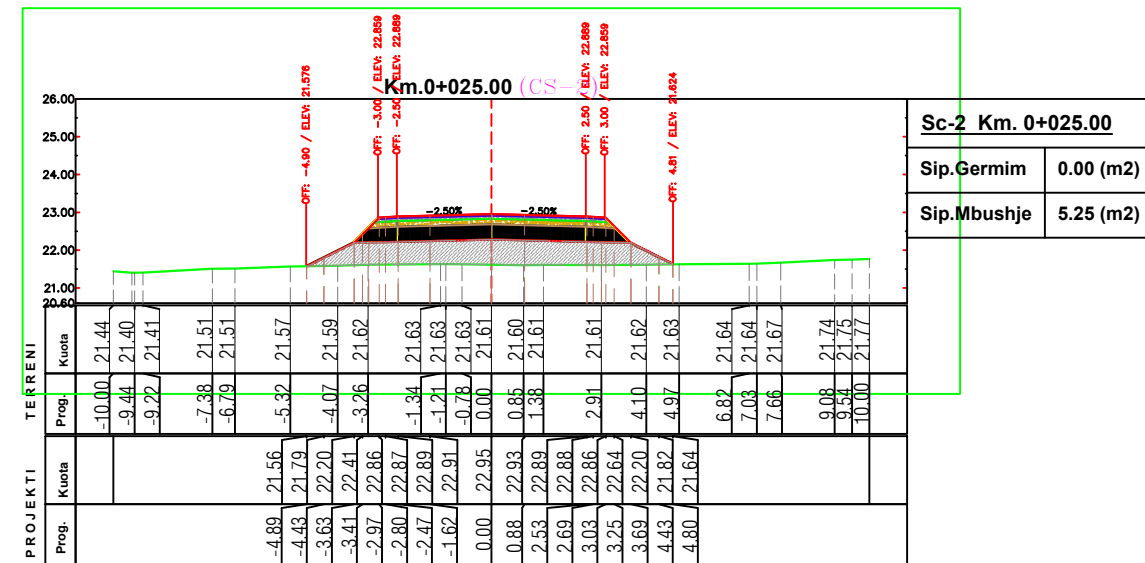 OFF: -4.90 / ELEV: 21.576
OFF: -3.00 / ELEV: 22.859
OFF: -2.50 / ELEV: 22.889
OFF: 2.50 / ELEV: 22.889
OFF: 3.00 / ELEV: 22.859
OFF: 4.81 / ELEV: 21.624
Km.0+025.00 (CS-2)
26.00
25.00
24.00
23.00
22.00
21.00
20.60
-2.50% -2.50%
Sc-2 Km. 0+025.00
Sip.Germim 0.00 (m2)
Sip.Mbushje 5.25 (m2)
TERRENI
Kuota 21.44 21.40 21.41 21.51 21.51 21.57 21.59 21.62 21.63 21.63 21.63 21.61 21.60 21.61 21.61 21.62 21.63 21.64 21.64 21.67 21.74 21.75 21.77
Prog. -10.00 -9.44 -9.22 -7.38 -6.79 -5.32 -4.07 -3.26 -1.34 -1.21 -0.78 0.00 0.85 1.38 2.91 4.10 4.97 6.82 7.03 7.66 9.08 9.54 10.00
PROJEKTI
Kuota 21.56 21.79 22.20 22.41 22.86 22.87 22.89 22.91 22.95 22.93 22.89 22.88 22.86 22.64 22.20 21.82 21.64
Prog. -4.89 -4.43 -3.63 -3.41 -2.97 -2.80 -2.47 -1.62 0.00 0.88 2.53 2.69 3.03 3.25 3.69 4.43 4.80